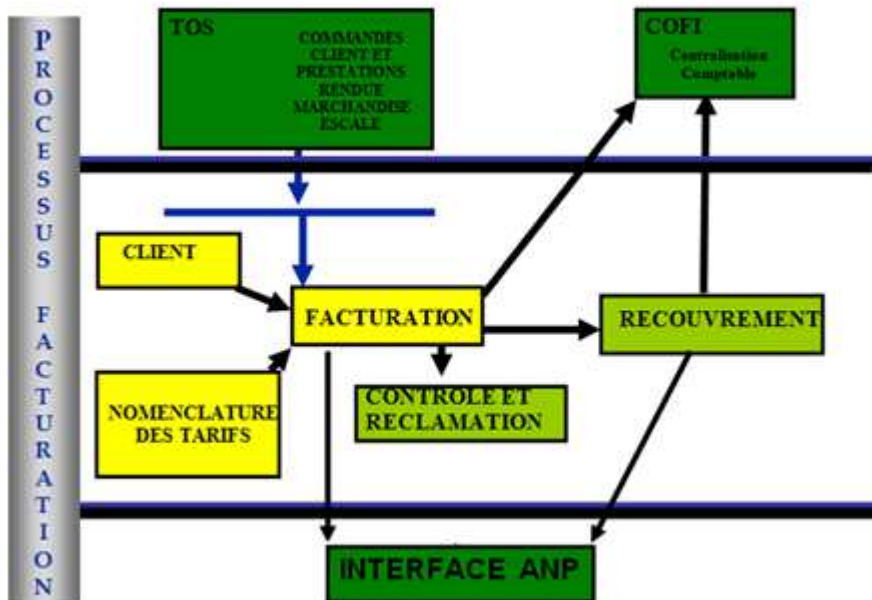 PROCESSUS FACTURATION
TOS
COMMANDES
CLIENT ET
PRESTATIONS
RENDUE
MARCHANDISE
ESCALE
COFI
Centralisation
Comptable
CLIENT
FACTURATION
RECOUVREMENT
NOMENCLATURE
DES TARIFS
CONTROLE ET
RECLAMATION
INTERFACE ANP